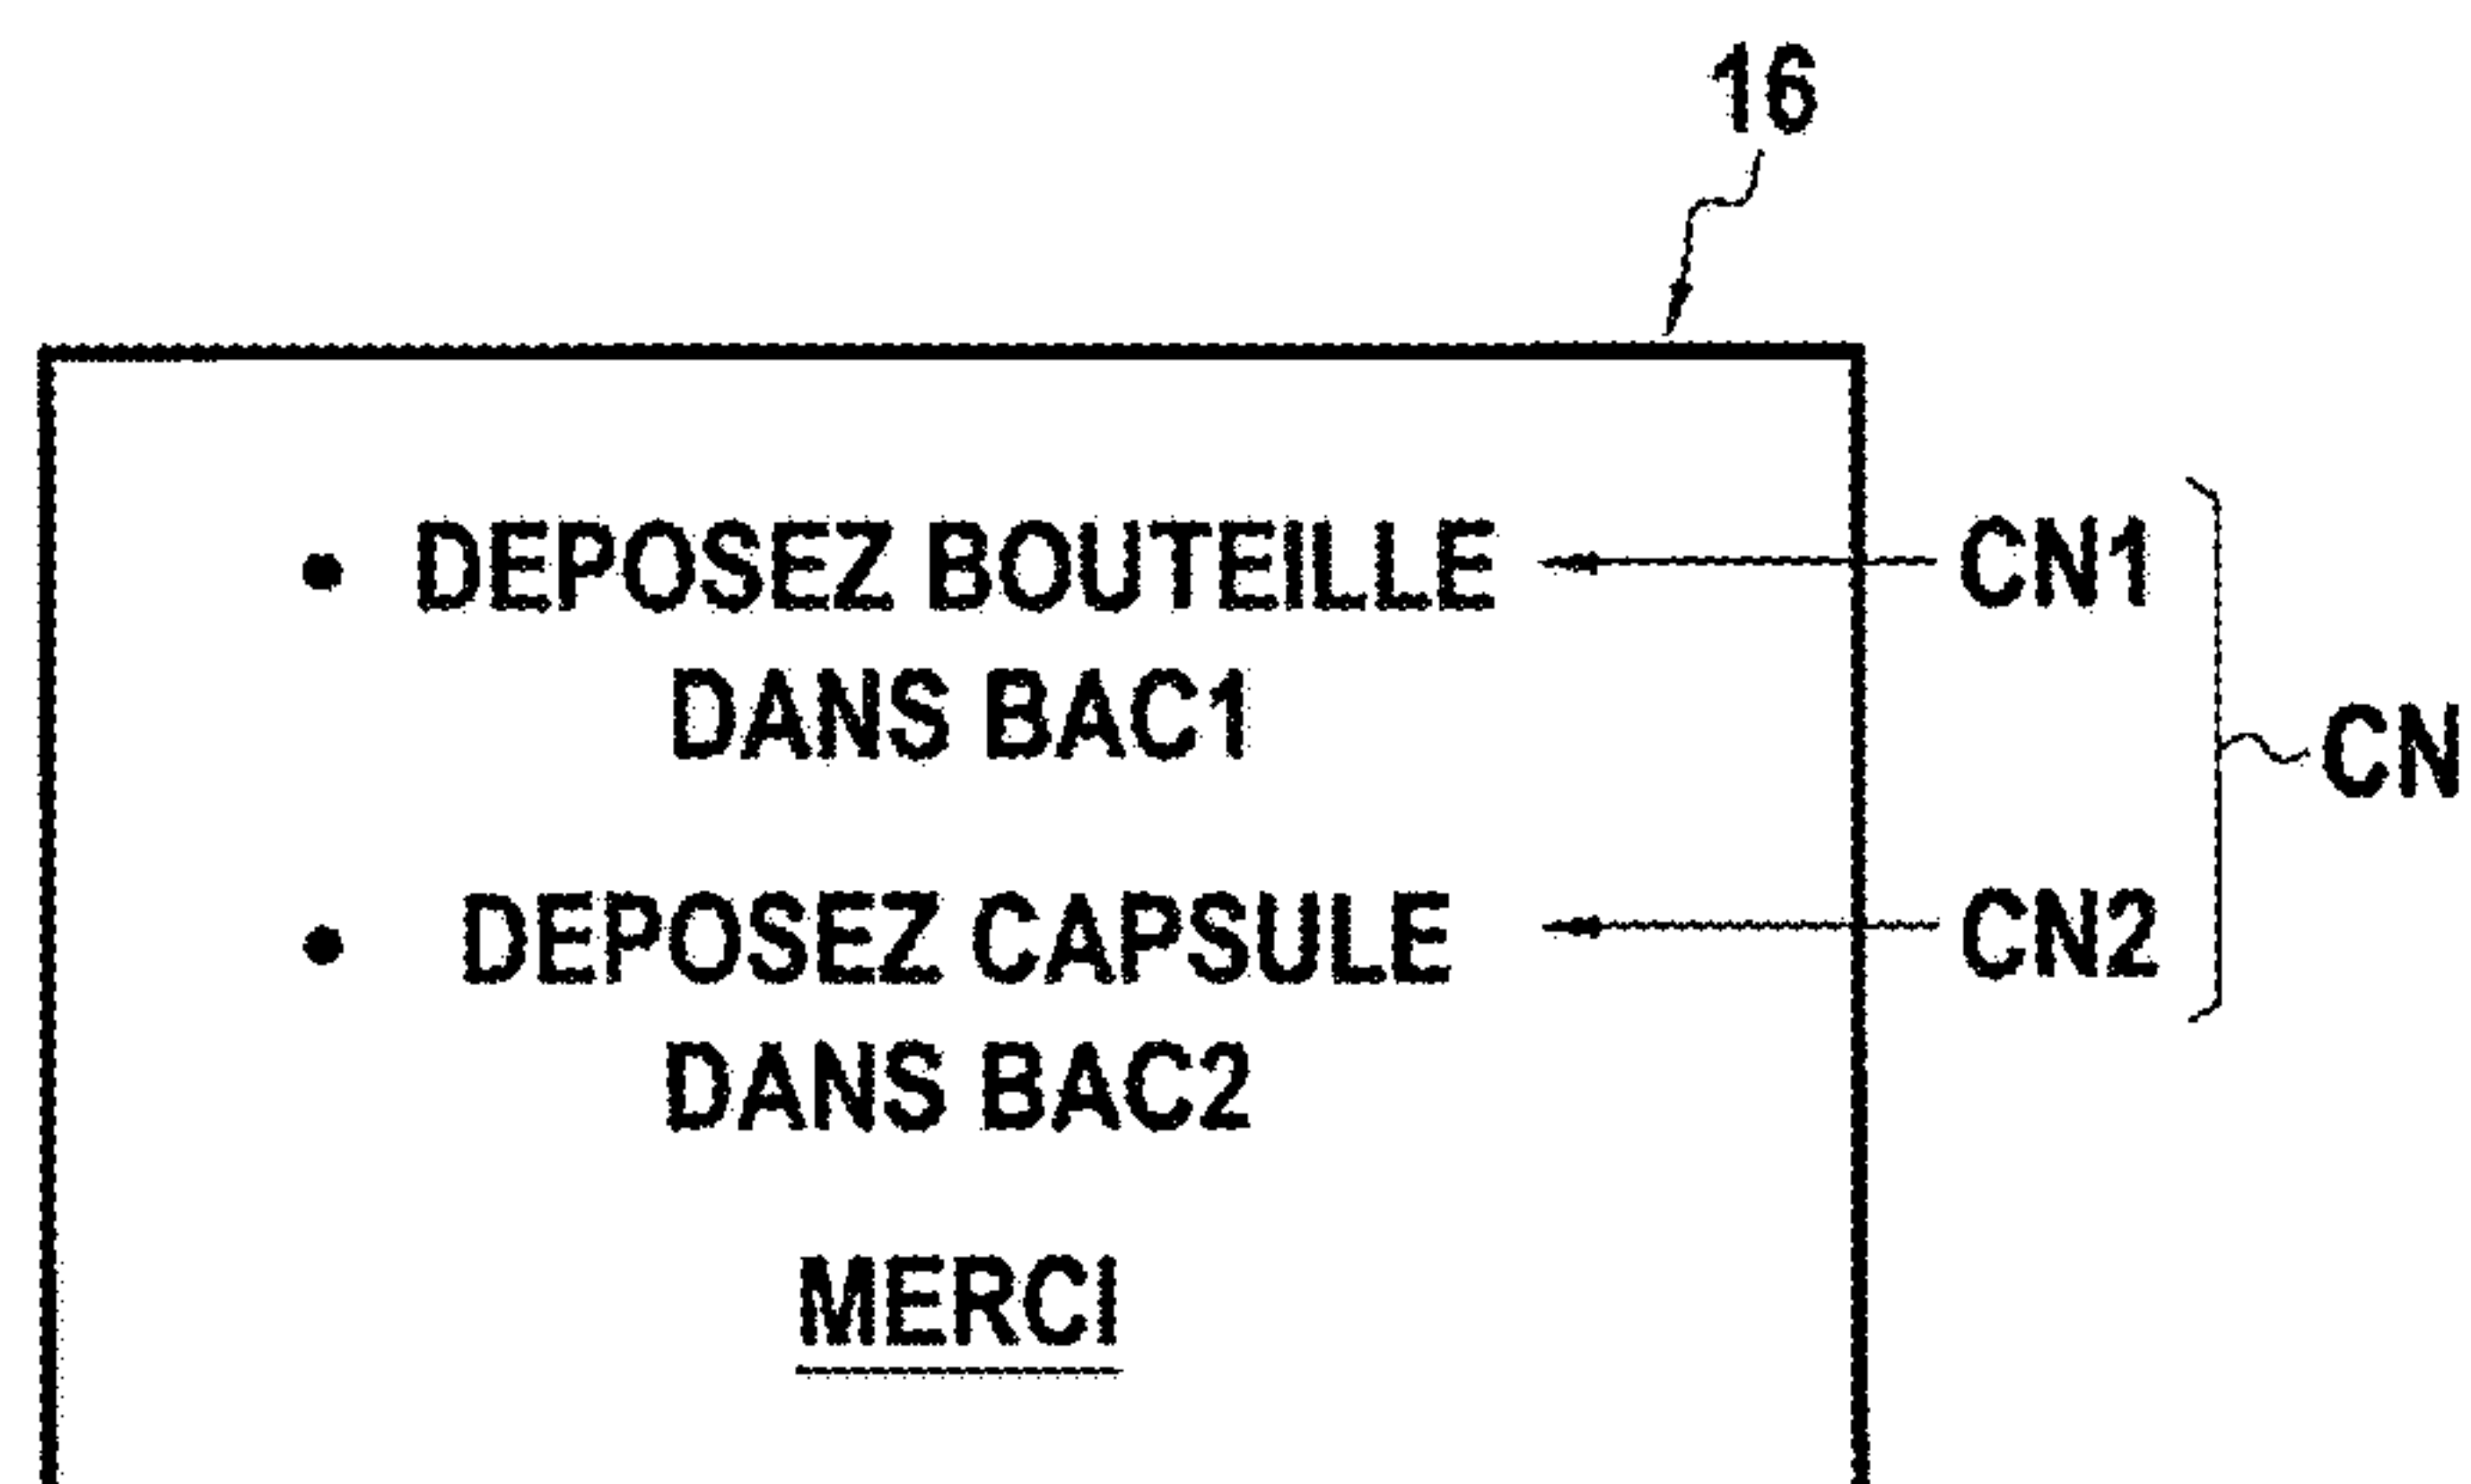 16
• DEPOSEZ BOUTEILLE CN1
DANS BAC1
CN
• DEPOSEZ CAPSULE CN2
DANS BAC2
MERCI